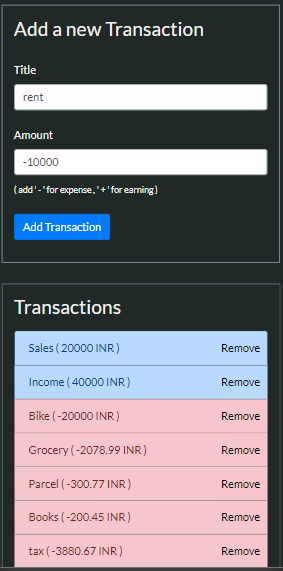 Add a new Transaction
Title
rent
Amount
-10000
( add '-' for expense , '+' for earning )
Add Transaction
Transactions
Sales ( 20000 INR ) Remove
Income ( 40000 INR ) Remove
Bike ( -20000 INR ) Remove
Grocery ( -2078.99 INR ) Remove
Parcel ( -300.77 INR ) Remove
Books ( -200.45 INR ) Remove
tax ( -3880.67 INR ) Remove